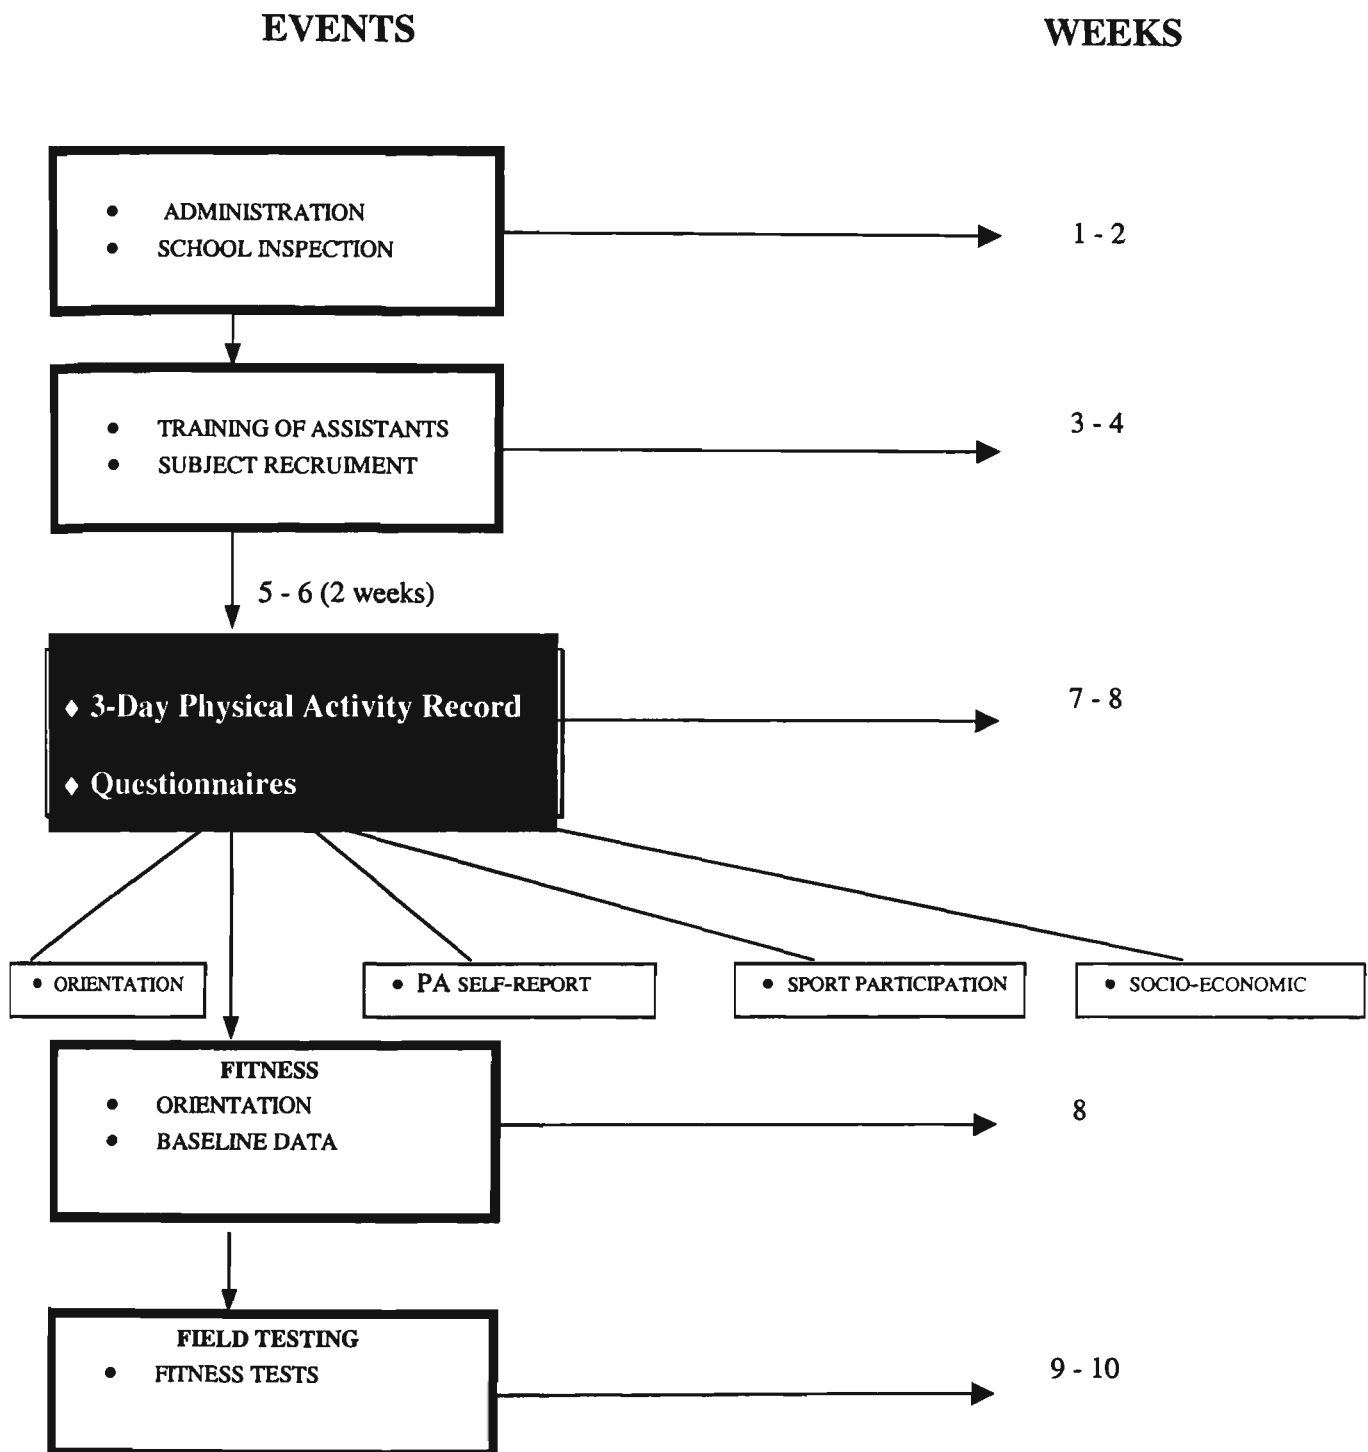 EVENTS WEEKS
• ADMINISTRATION
• SCHOOL INSPECTION
1 - 2
• TRAINING OF ASSISTANTS
• SUBJECT RECRUIMENT
3 - 4
5 - 6 (2 weeks)
♦ 3-Day Physical Activity Record
♦ Questionnaires
7 - 8
• ORIENTATION
• PA SELF-REPORT
• SPORT PARTICIPATION
• SOCIO-ECONOMIC
FITNESS
• ORIENTATION
• BASELINE DATA
8
FIELD TESTING
• FITNESS TESTS
9 - 10